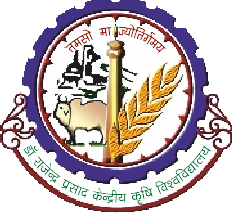 तमसो मा ज्योतिर्गमय
डॉ राजेन्द्र प्रसाद केन्द्रीय कृषि विश्वविद्यालय